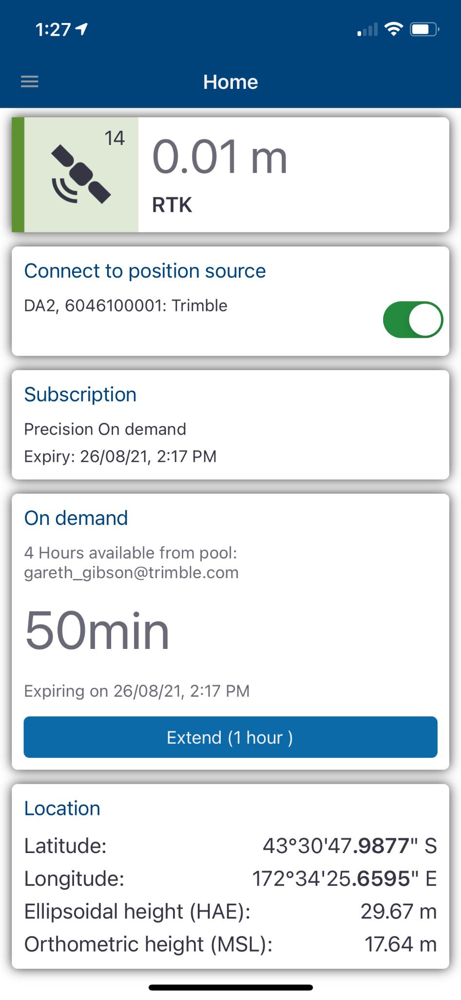 1:27
Home
14
0.01 m
RTK
Connect to position source
DA2, 6046100001: Trimble
Subscription
Precision On demand
Expiry: 26/08/21, 2:17 PM
On demand
4 Hours available from pool:
gareth_gibson@trimble.com
50min
Expiring on 26/08/21, 2:17 PM
Extend (1 hour )
Location
Latitude: 43°30'47.9877" S
Longitude: 172°34'25.6595" E
Ellipsoidal height (HAE): 29.67 m
Orthometric height (MSL): 17.64 m